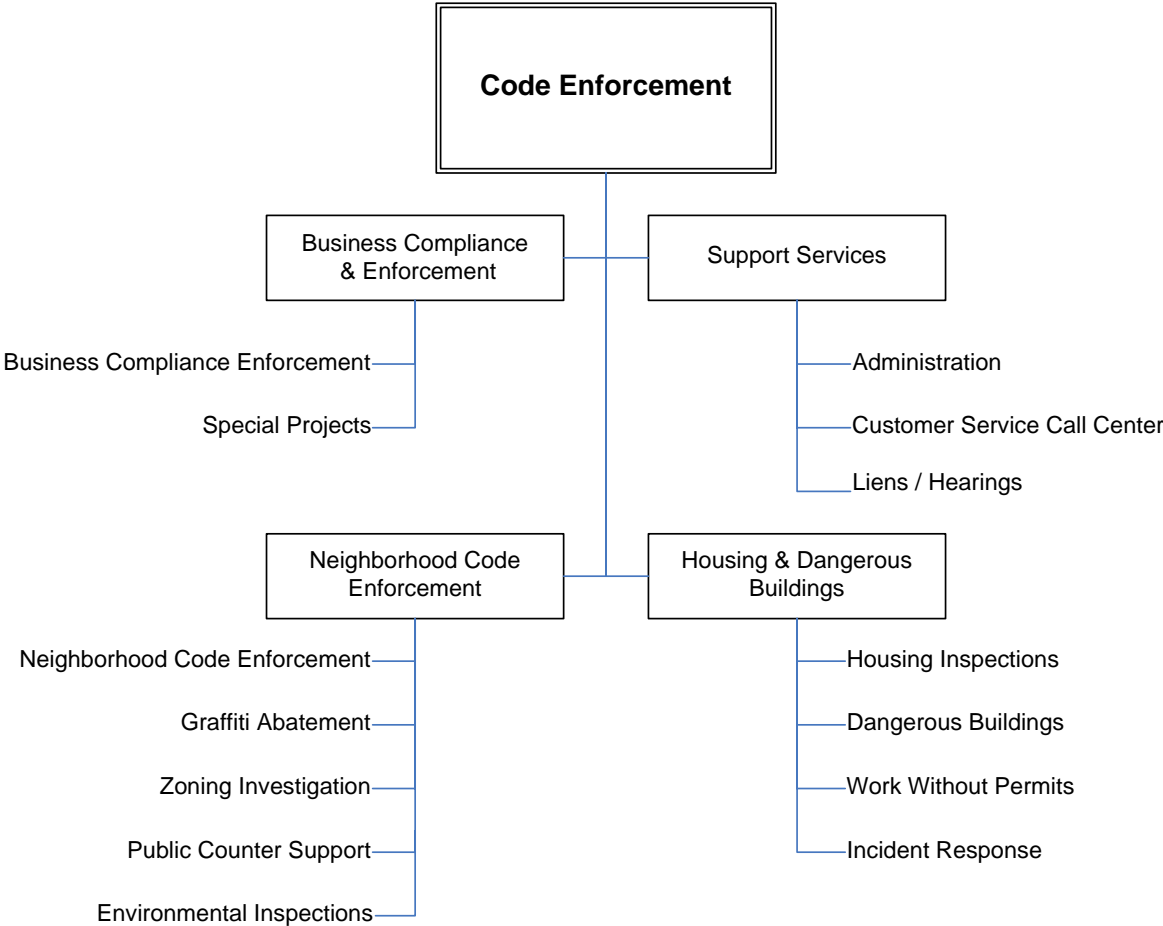 Code Enforcement
Business Compliance
& Enforcement
Support Services
Business Compliance Enforcement
Special Projects
Administration
Customer Service Call Center
Liens / Hearings
Neighborhood Code
Enforcement
Housing & Dangerous
Buildings
Neighborhood Code Enforcement
Graffiti Abatement
Zoning Investigation
Public Counter Support
Environmental Inspections
Housing Inspections
Dangerous Buildings
Work Without Permits
Incident Response